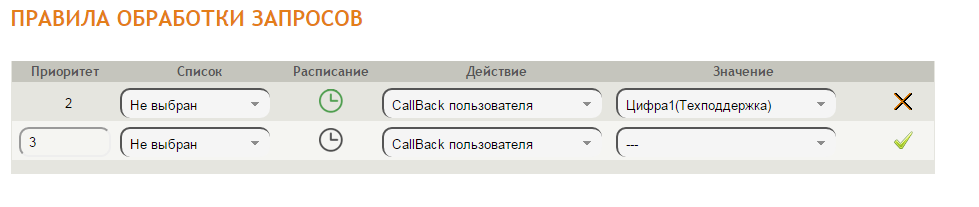 ПРАВИЛА ОБРАБОТКИ ЗАПРОСОВ
Приоритет Список Расписание Действие Значение
2 Не выбран CallBack пользователя Цифра1(Техподдержка)
3 Не выбран CallBack пользователя ---